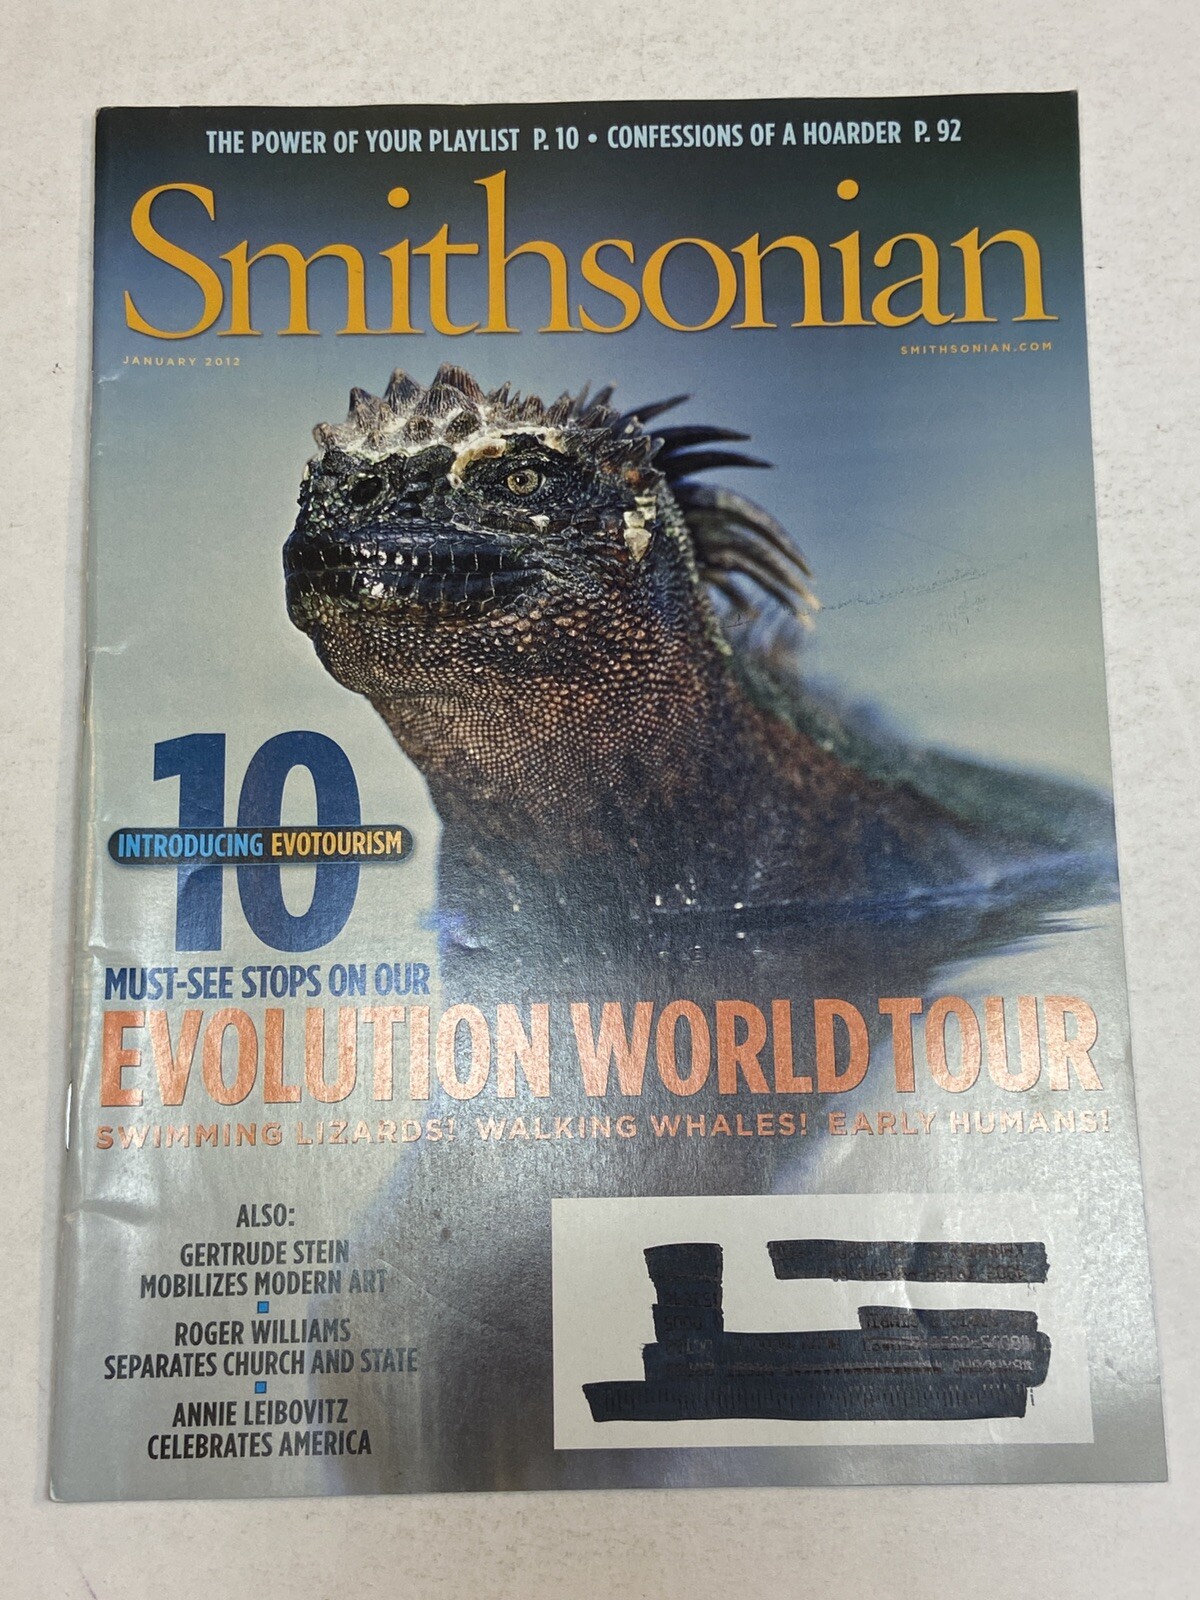 THE POWER OF YOUR PLAYLIST P. 10 • CONFESSIONS OF A HOARDER P. 92
Smithsonian
JANUARY 2012
SMITHSONIAN.COM
10
INTRODUCING EVOTOURISM
MUST-SEE STOPS ON OUR
EVOLUTION WORLD TOUR
SWIMMING LIZARDS! WALKING WHALES! EARLY HUMANS!
ALSO:
GERTRUDE STEIN
MOBILIZES MODERN ART
ROGER WILLIAMS
SEPARATES CHURCH AND STATE
ANNIE LEIBOVITZ
CELEBRATES AMERICA